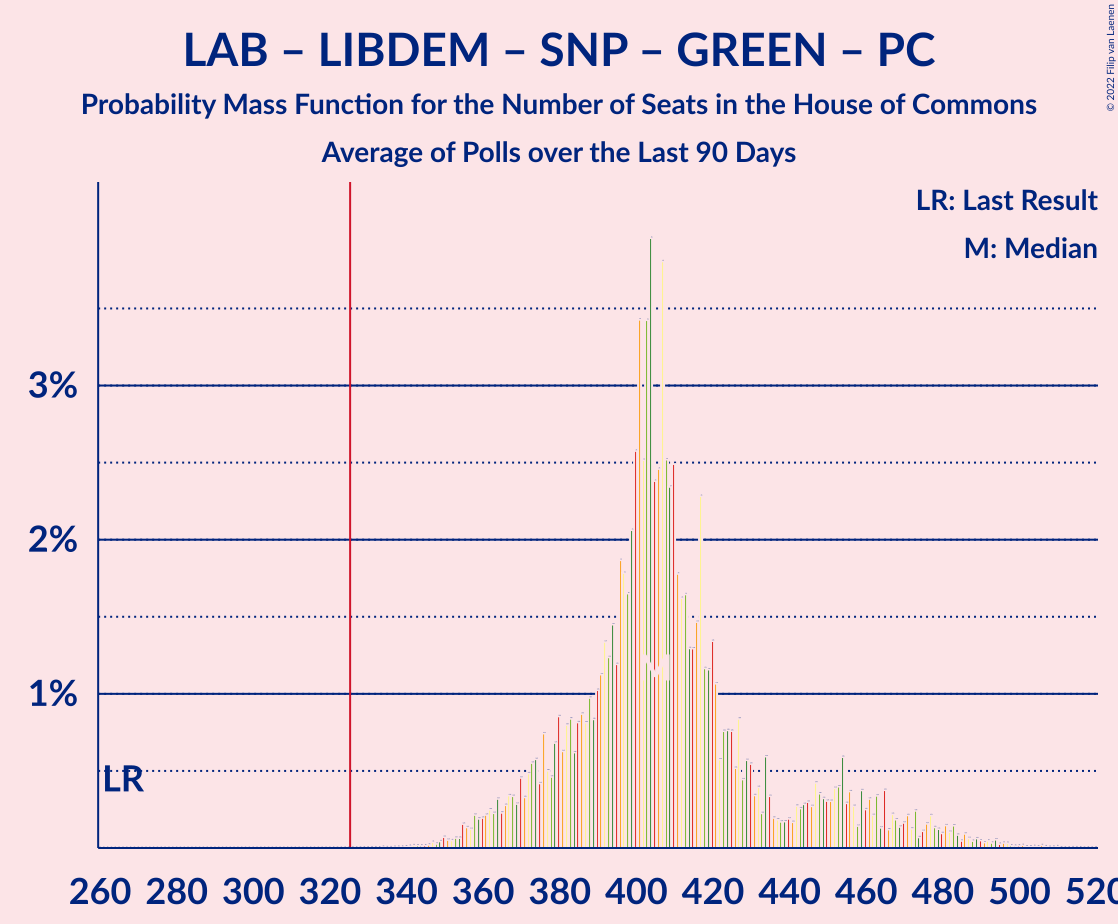 LAB – LIBDEM – SNP – GREEN – PC
Probability Mass Function for the Number of Seats in the House of Commons
Average of Polls over the Last 90 Days
© 2022 Filip van Laenen
LR: Last Result
M: Median
3%
2%
1%
LR
M
260 280 300 320 340 360 380 400 420 440 460 480 500 520